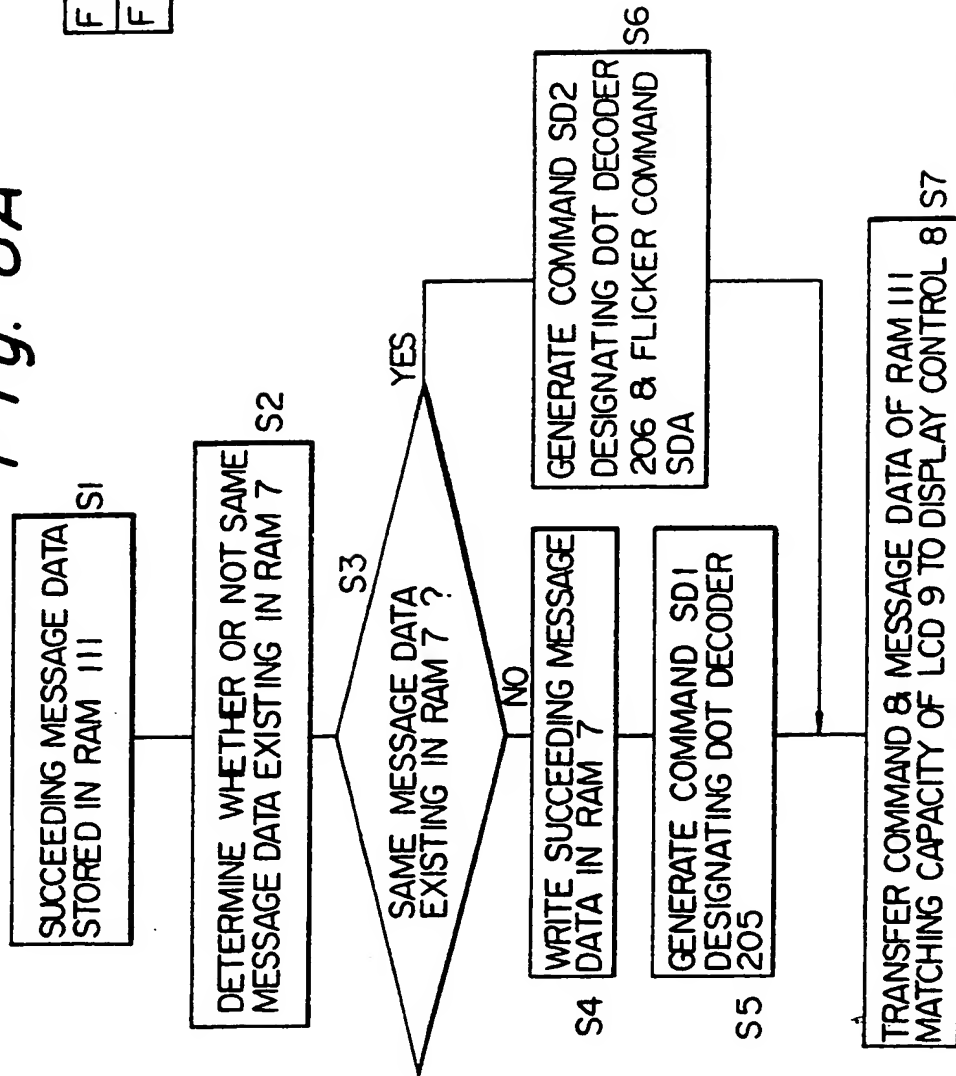 F
F
SUCCEEDING MESSAGE DATA
STORED IN RAM 111
S1
DETERMINE WHETHER OR NOT SAME
MESSAGE DATA EXISTING IN RAM 7
S2
S3
SAME MESSAGE DATA
EXISTING IN RAM 7 ?
YES
NO
S4
WRITE SUCCEEDING MESSAGE
DATA IN RAM 7
S5
GENERATE COMMAND SD1
DESIGNATING DOT DECODER
205
GENERATE COMMAND SD2
DESIGNATING DOT DECODER
206 & FLICKER COMMAND
SDA
S6
TRANSFER COMMAND & MESSAGE DATA OF RAM 111
MATCHING CAPACITY OF LCD 9 TO DISPLAY CONTROL 8
S7